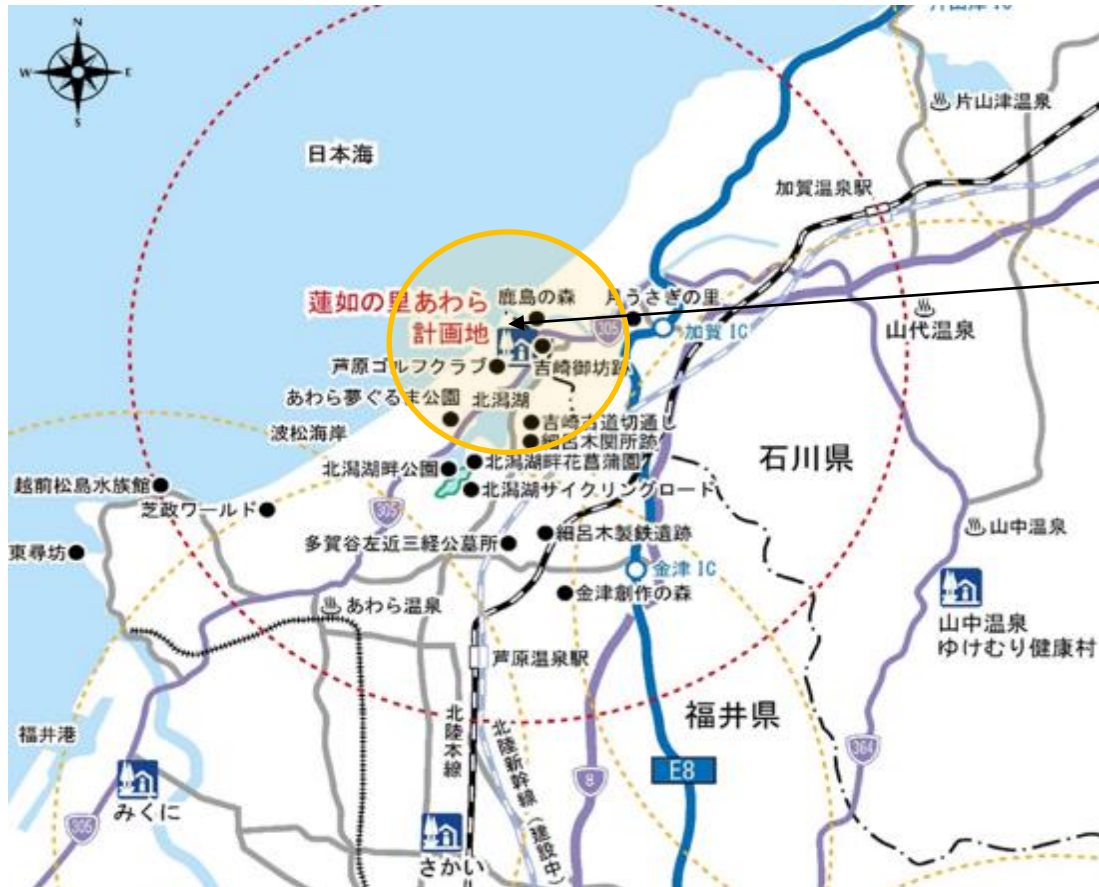 片山津IC
N
W
E
S
片山津温泉
日本海
加賀温泉駅
蓮如の里あわら
計画地
鹿島の森
月うさぎの里
305
加賀IC
山代温泉
芦原ゴルフクラブ
吉崎御坊跡
あわら夢ぐるま公園
北潟湖
吉崎古道切通し
波松海岸
細呂木関所跡
石川県
北潟湖畔公園
北潟湖畔花菖蒲園
越前松島水族館
北潟湖サイクリングロード
芝政ワールド
305
東尋坊
多賀谷左近三経公墓所
細呂木製鉄遺跡
山中温泉
金津IC
あわら温泉
金津創作の森
山中温泉
ゆけむり健康村
芦原温泉駅
福井県
福井港
北陸本線
北陸新幹線(建設中)
364
E8
8
みくに
305
さかい